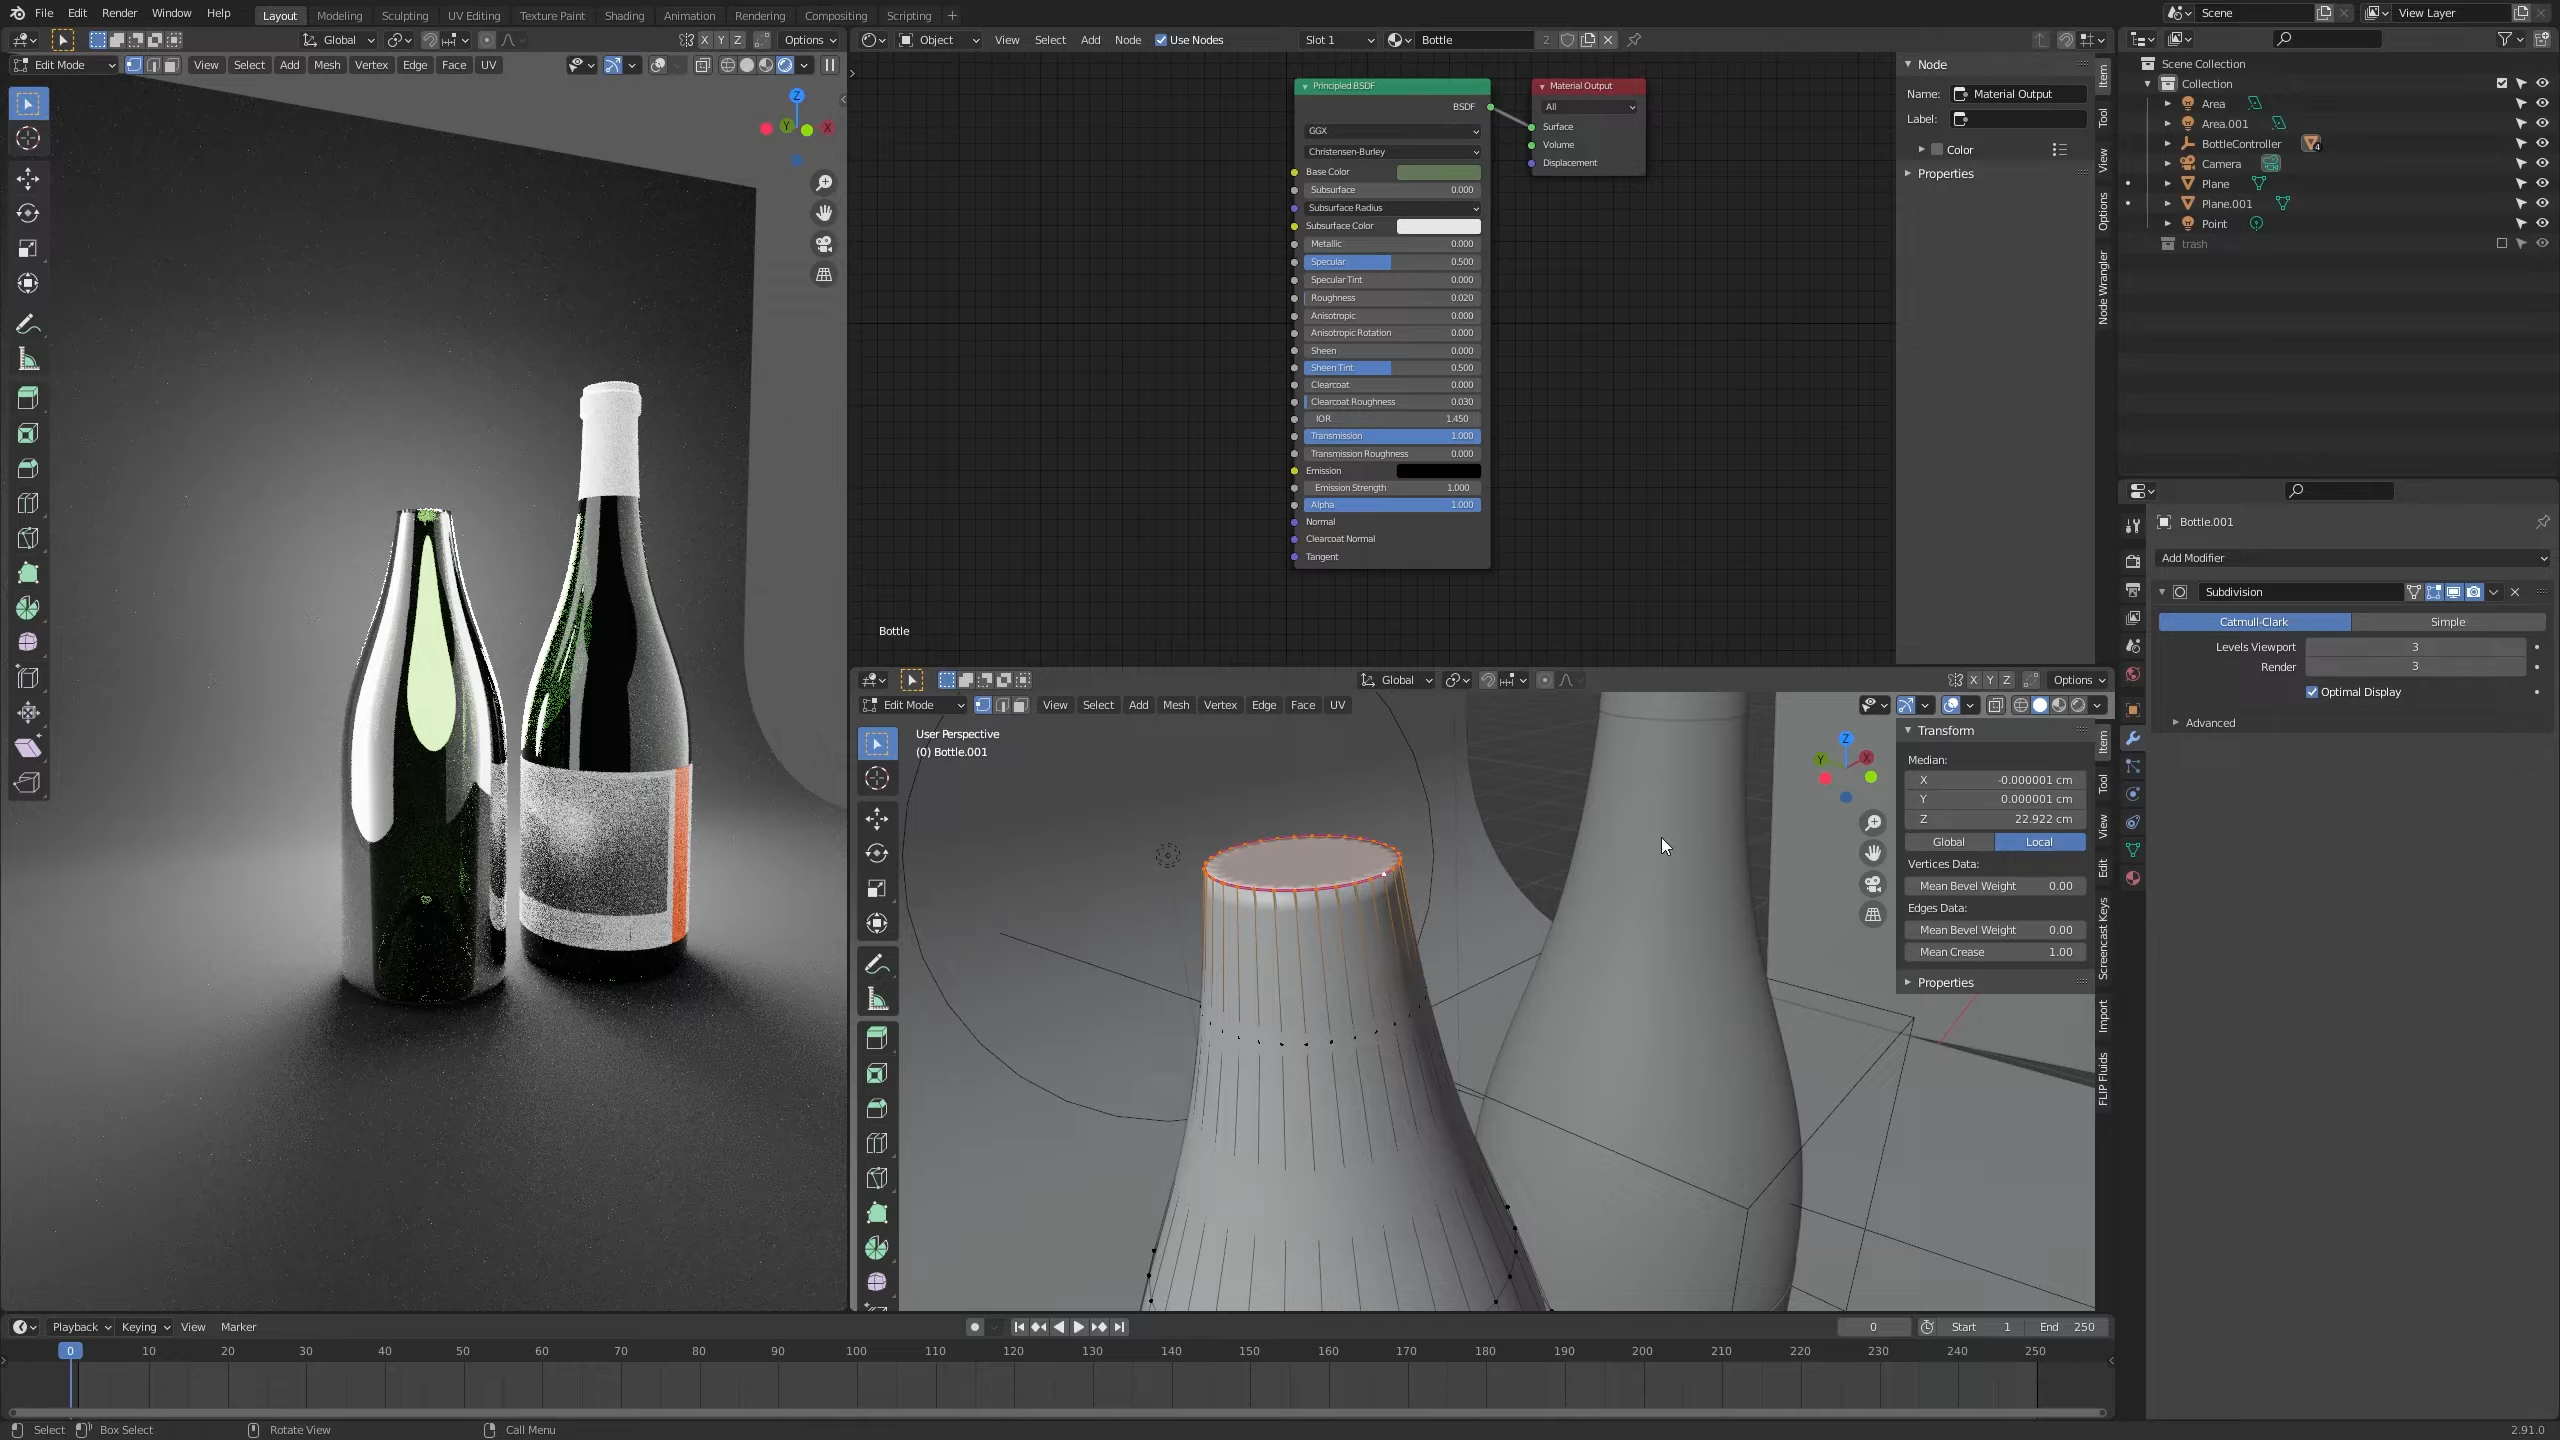 File Edit Render Window Help
Layout Modeling Sculpting UV Editing Texture Paint Shading Animation Rendering Compositing Scripting +
Scene View Layer
Global X Y Z Options
Edit Mode View Select Add Mesh Vertex Edge Face UV
Z
Y X
Object View Select Add Node Use Nodes Slot 1 Bottle 2
Principled BSDF
BSDF
GGX
Christensen-Burley
Base Color
Subsurface 0.000
Subsurface Radius
Subsurface Color
Metallic 0.000
Specular 0.500
Specular Tint 0.000
Roughness 0.020
Anisotropic 0.000
Anisotropic Rotation 0.000
Sheen 0.000
Sheen Tint 0.500
Clearcoat 0.000
Clearcoat Roughness 0.030
IOR 1.450
Transmission 1.000
Transmission Roughness 0.000
Emission
Emission Strength 1.000
Alpha 1.000
Normal
Clearcoat Normal
Tangent
Material Output
All
Surface
Volume
Displacement
Bottle
Node
Name: Material Output
Label:
Color
Properties
Item
Tool
View
Options
Node Wrangler
Scene Collection
Collection
Area
Area.001
BottleController 4
Camera
Plane
Plane.001
Point
trash
Bottle.001
Add Modifier
Subdivision
Catmull-Clark Simple
Levels Viewport 3
Render 3
Optimal Display
Advanced
Global X Y Z Options
Edit Mode View Select Add Mesh Vertex Edge Face UV
User Perspective
(0) Bottle.001
Z
Y X
Transform
Median:
X -0.000001 cm
Y 0.000001 cm
Z 22.922 cm
Global Local
Vertices Data:
Mean Bevel Weight 0.00
Edges Data:
Mean Bevel Weight 0.00
Mean Crease 1.00
Properties
Item
Tool
View
Edit
Screencast Keys
Import
FLIP Fluids
Playback Keying View Marker
0 Start 1 End 250
0 10 20 30 40 50 60 70 80 90 100 110 120 130 140 150 160 170 180 190 200 210 220 230 240 250
Select Box Select Rotate View Call Menu 2.91.0